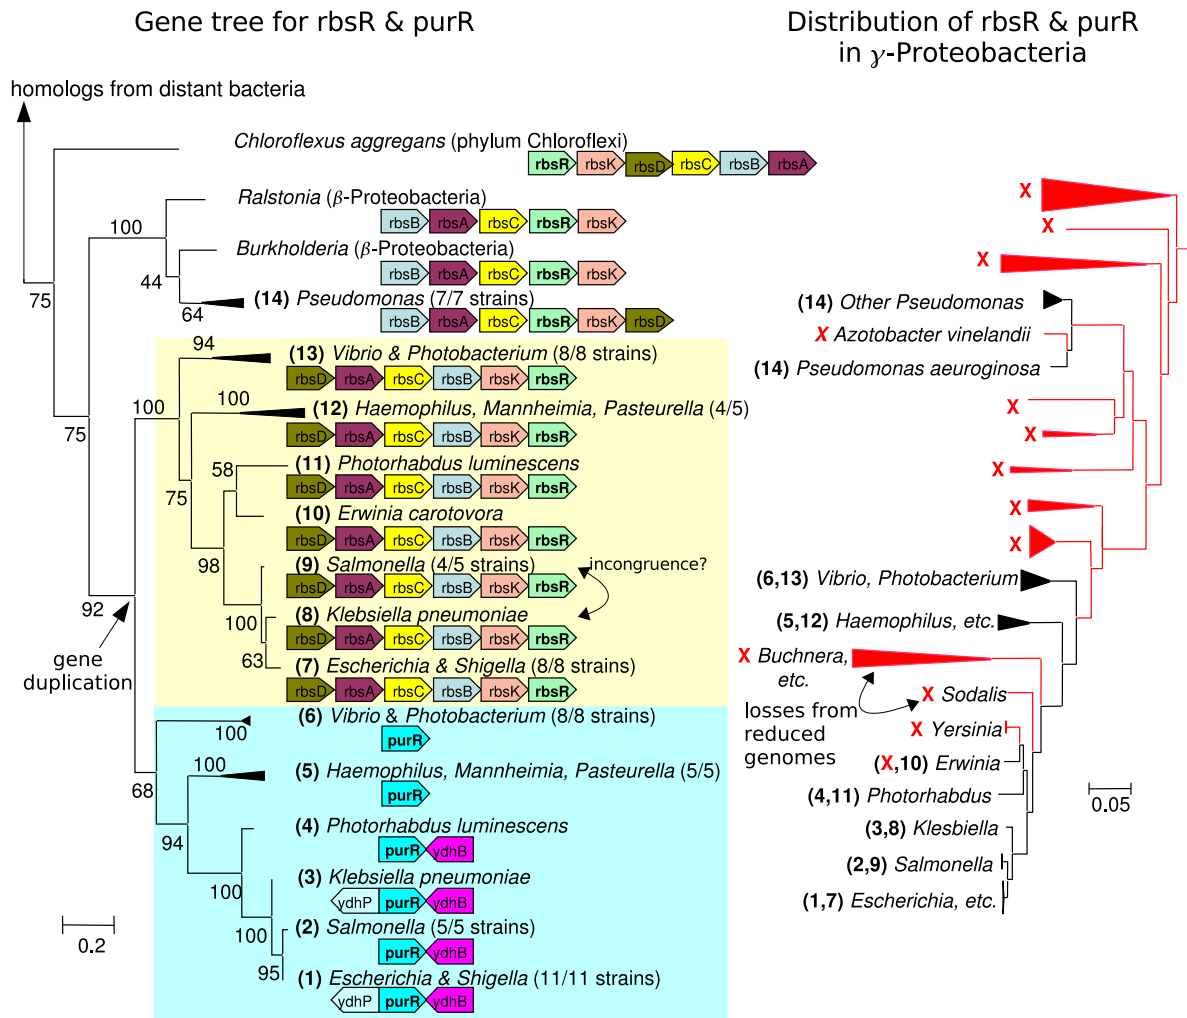 Gene tree for rbsR & purR
homologs from distant bacteria
Chloroflexus aggregans (phylum Chloroflexi)
rbsR rbsK rbsD rbsC rbsB rbsA
Ralstonia (β-Proteobacteria)
rbsB rbsA rbsC rbsR rbsK
100
Burkholderia (β-Proteobacteria)
rbsB rbsA rbsC rbsR rbsK
44
75
64
(14) Pseudomonas (7/7 strains)
rbsB rbsA rbsC rbsR rbsK rbsD
94
(13) Vibrio & Photobacterium (8/8 strains)
rbsD rbsA rbsC rbsB rbsK rbsR
100
100
(12) Haemophilus, Mannheimia, Pasteurella (4/5)
rbsD rbsA rbsC rbsB rbsK rbsR
75
58
(11) Photorhabdus luminescens
rbsD rbsA rbsC rbsB rbsK rbsR
75
(10) Erwinia carotovora
rbsD rbsA rbsC rbsB rbsK rbsR
98
(9) Salmonella (4/5 strains)
incongruence?
rbsD rbsA rbsC rbsB rbsK rbsR
92
100
(8) Klebsiella pneumoniae
rbsD rbsA rbsC rbsB rbsK rbsR
63
(7) Escherichia & Shigella (8/8 strains)
rbsD rbsA rbsC rbsB rbsK rbsR
gene
duplication
(6) Vibrio & Photobacterium (8/8 strains)
100
purR
100
(5) Haemophilus, Mannheimia, Pasteurella (5/5)
68
purR
94
(4) Photorhabdus luminescens
purR ydhB
100
(3) Klebsiella pneumoniae
ydhP purR ydhB
100
(2) Salmonella (5/5 strains)
purR ydhB
95
(1) Escherichia & Shigella (11/11 strains)
ydhP purR ydhB
0.2
Distribution of rbsR & purR
in γ-Proteobacteria
X
X
X
(14) Other Pseudomonas
X Azotobacter vinelandii
(14) Pseudomonas aeuroginosa
X
X
X
X
X
(6,13) Vibrio, Photobacterium
(5,12) Haemophilus, etc.
X Buchnera,
etc.
X Sodalis
losses from
reduced
genomes
X Yersinia
(X,10) Erwinia
(4,11) Photorhabdus
0.05
(3,8) Klesbiella
(2,9) Salmonella
(1,7) Escherichia, etc.